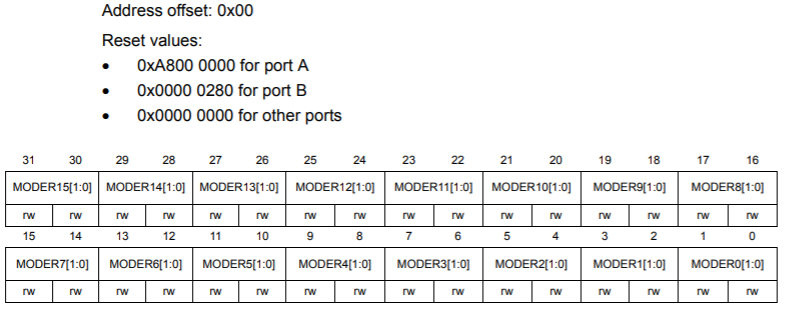 Address offset: 0x00
Reset values:
• 0xA800 0000 for port A
• 0x0000 0280 for port B
• 0x0000 0000 for other ports
31 30 29 28 27 26 25 24 23 22 21 20 19 18 17 16
MODER15[1:0] MODER14[1:0] MODER13[1:0] MODER12[1:0] MODER11[1:0] MODER10[1:0] MODER9[1:0] MODER8[1:0]
rw rw rw rw rw rw rw rw rw rw rw rw rw rw rw rw
15 14 13 12 11 10 9 8 7 6 5 4 3 2 1 0
MODER7[1:0] MODER6[1:0] MODER5[1:0] MODER4[1:0] MODER3[1:0] MODER2[1:0] MODER1[1:0] MODER0[1:0]
rw rw rw rw rw rw rw rw rw rw rw rw rw rw rw rw